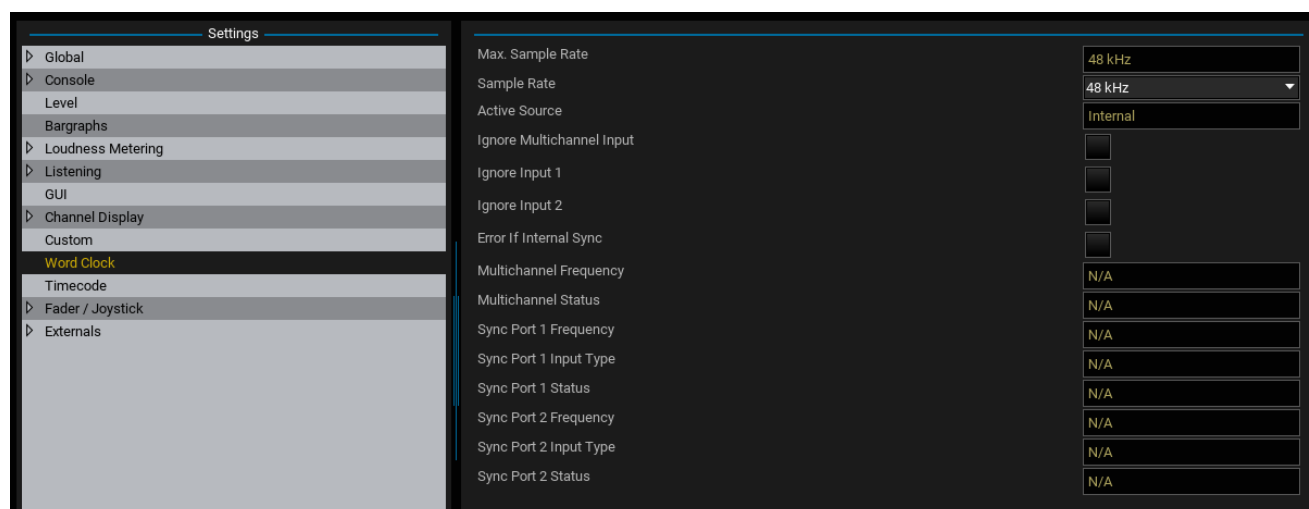 Settings
Global
Console
Level
Bargraphs
Loudness Metering
Listening
GUI
Channel Display
Custom
Word Clock
Timecode
Fader / Joystick
Externals
Max. Sample Rate 48 kHz
Sample Rate 48 kHz
Active Source Internal
Ignore Multichannel Input
Ignore Input 1
Ignore Input 2
Error If Internal Sync
Multichannel Frequency N/A
Multichannel Status N/A
Sync Port 1 Frequency N/A
Sync Port 1 Input Type N/A
Sync Port 1 Status N/A
Sync Port 2 Frequency N/A
Sync Port 2 Input Type N/A
Sync Port 2 Status N/A